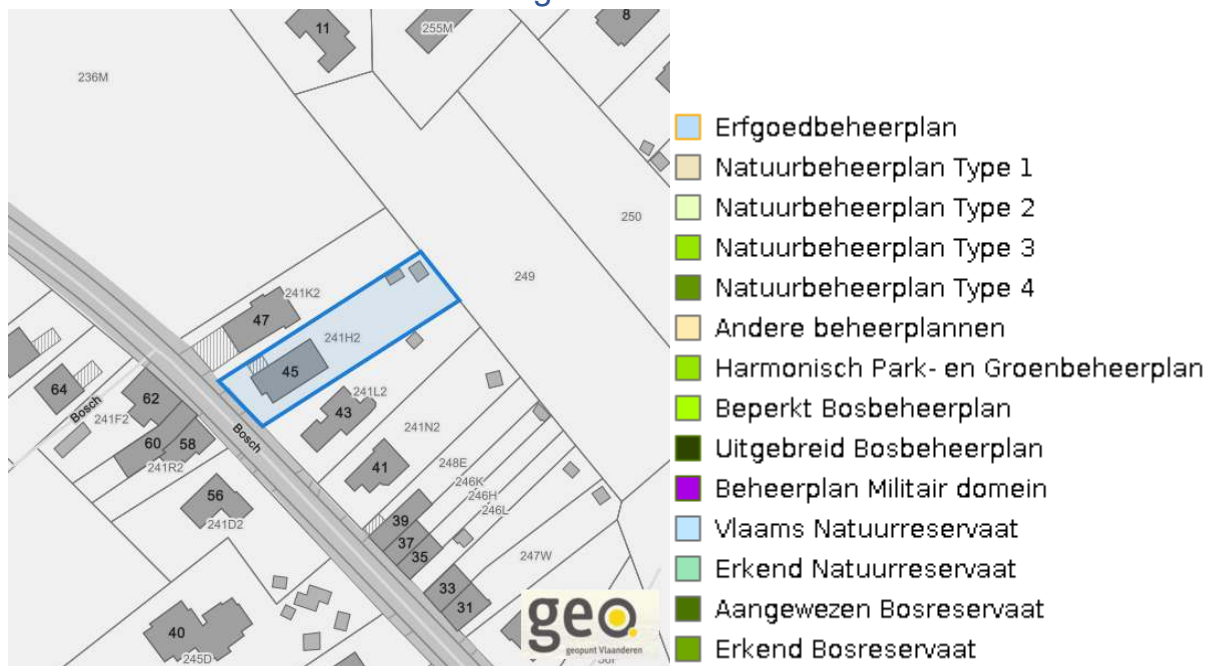 11
255M
8
236M
250
249
241K2
47
241H2
45
64
Bosch
62
241F2
60
58
241R2
241L2
43
Bosch
241N2
41
248E
246K
246H
246L
56
241D2
39
37
35
247W
33
31
40
245D
geo
geopunt Vlaanderen
Erfgoedbeheerplan
Natuurbeheerplan Type 1
Natuurbeheerplan Type 2
Natuurbeheerplan Type 3
Natuurbeheerplan Type 4
Andere beheerplannen
Harmonisch Park- en Groenbeheerplan
Beperkt Bosbeheerplan
Uitgebreid Bosbeheerplan
Beheerplan Militair domein
Vlaams Natuurreservaat
Erkend Natuurreservaat
Aangewezen Bosreservaat
Erkend Bosreservaat